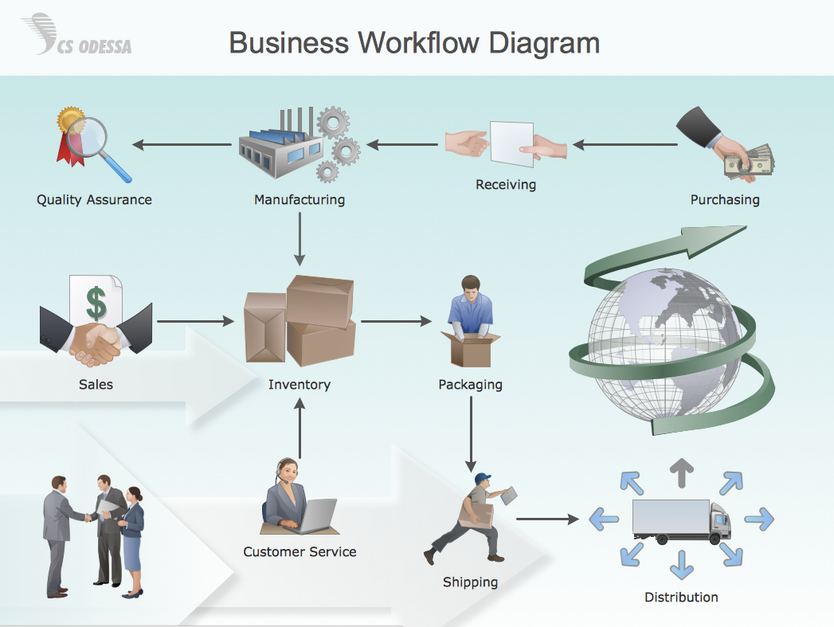 CS ODESSA
Business Workflow Diagram
Quality Assurance
Manufacturing
Receiving
Purchasing
$
Sales
Inventory
Packaging
Customer Service
Shipping
Distribution